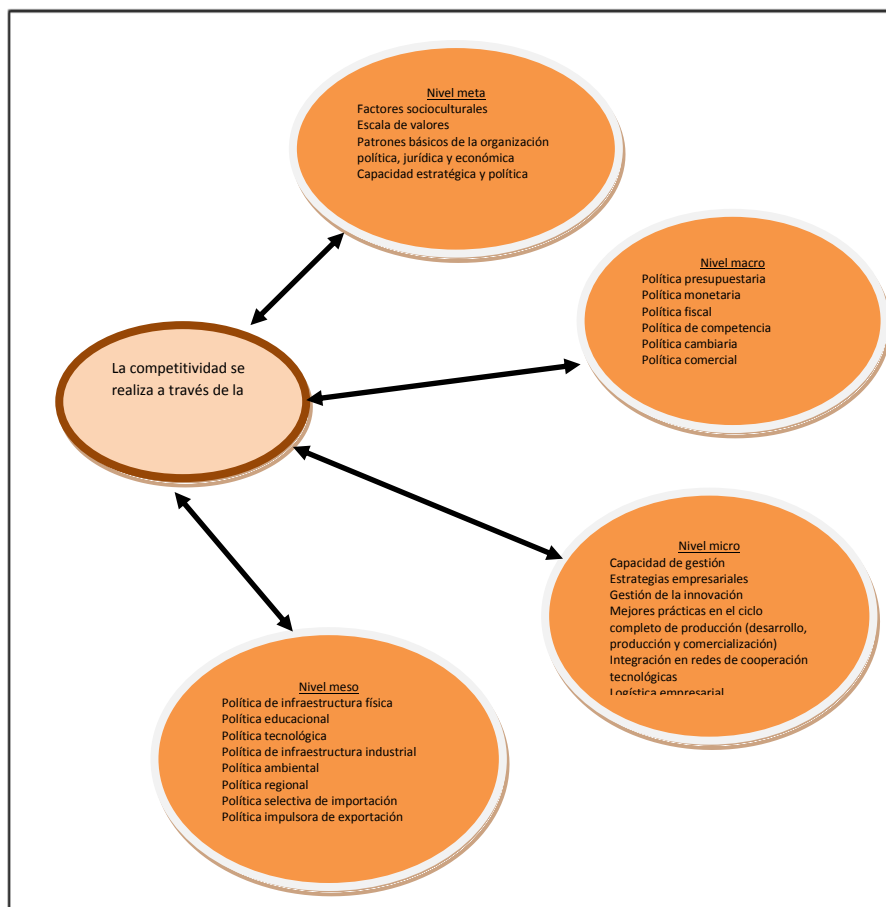 Nivel meta
Factores socioculturales
Escala de valores
Patrones básicos de la organización
política, jurídica y económica
Capacidad estratégica y política
Nivel macro
Política presupuestaria
Política monetaria
Política fiscal
Política de competencia
Política cambiaria
Política comercial
La competitividad se
realiza a través de la
Nivel micro
Capacidad de gestión
Estrategias empresariales
Gestión de la innovación
Mejores prácticas en el ciclo
completo de producción (desarrollo,
producción y comercialización)
Integración en redes de cooperación
tecnológicas
Logística empresarial
Nivel meso
Política de infraestructura física
Política educacional
Política tecnológica
Política de infraestructura industrial
Política ambiental
Política regional
Política selectiva de importación
Política impulsora de exportación